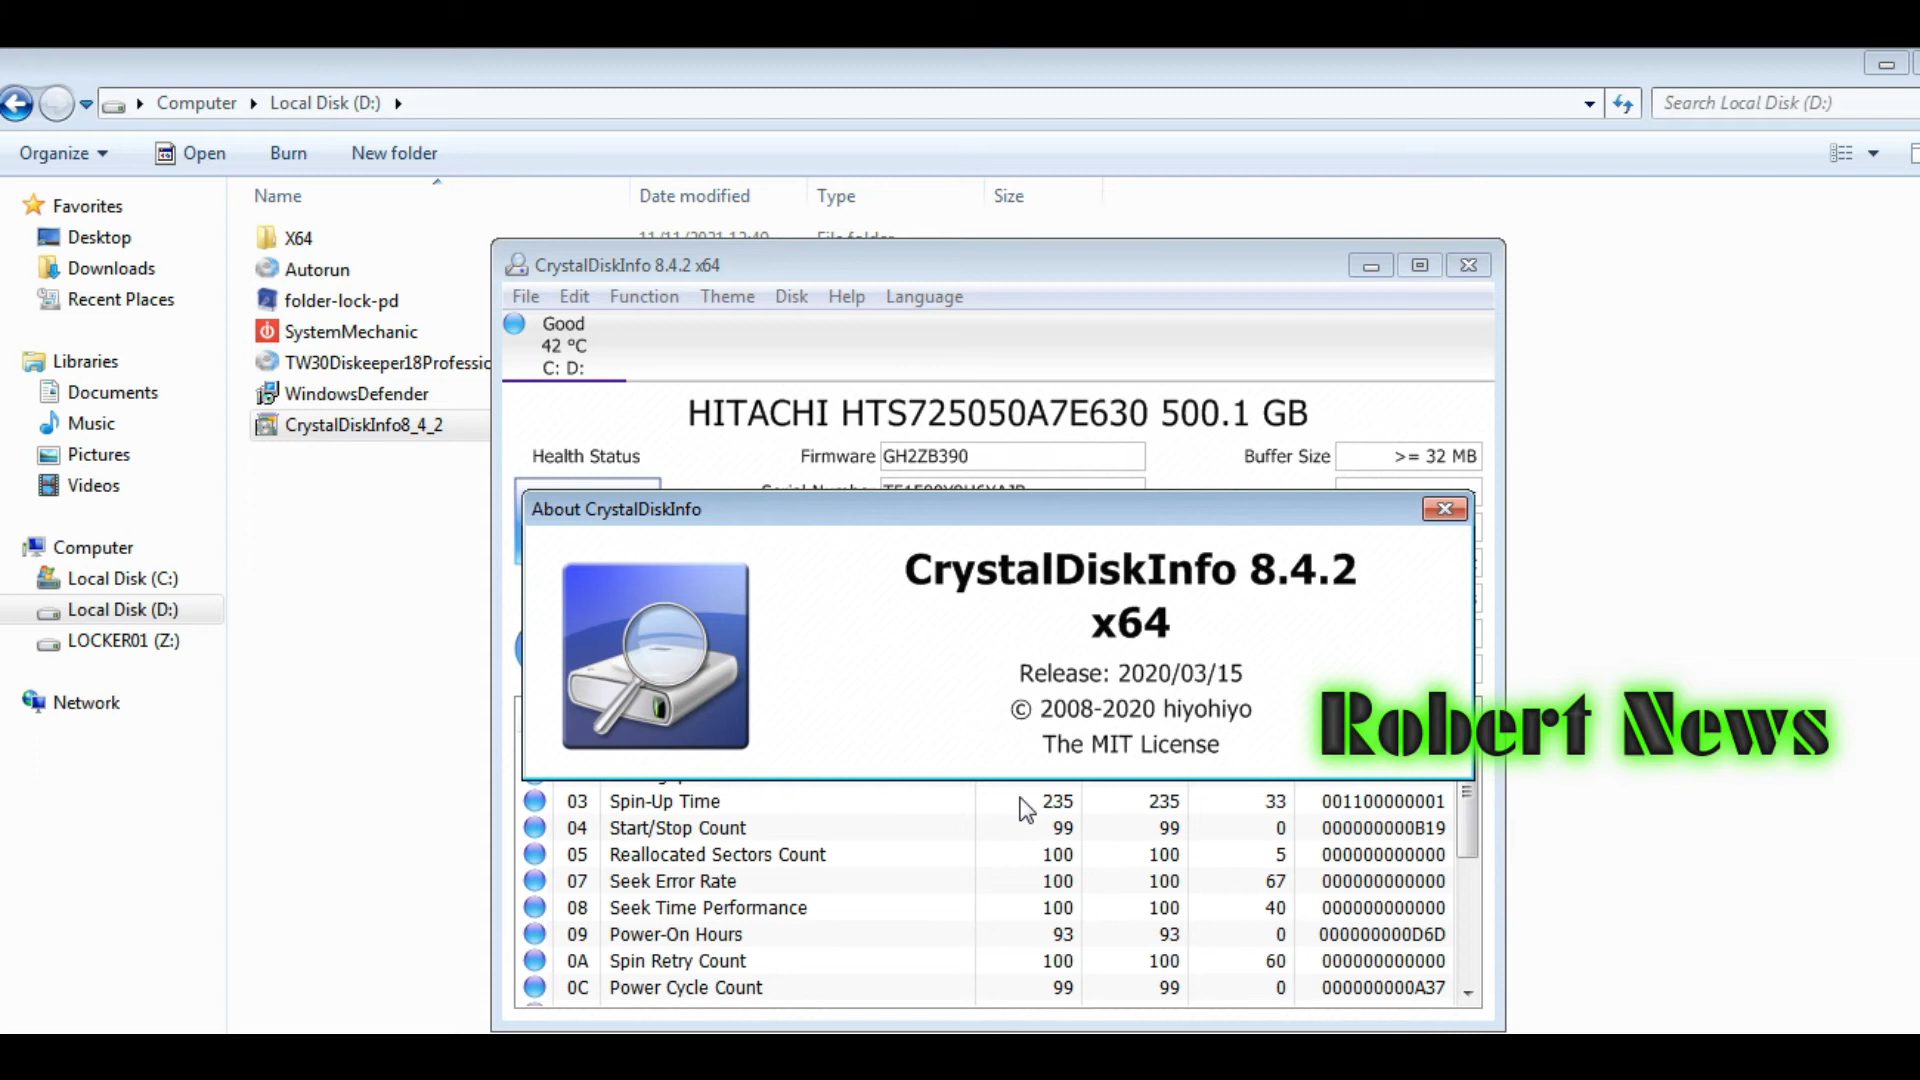 Computer Local Disk (D:)
Search Local Disk (D:)
Organize Open Burn New folder
Name Date modified Type Size
Favorites
Desktop
Downloads
Recent Places
Libraries
Documents
Music
Pictures
Videos
Computer
Local Disk (C:)
Local Disk (D:)
LOCKER01 (Z:)
Network
X64
Autorun
folder-lock-pd
SystemMechanic
TW30Diskeeper18Professio
WindowsDefender
CrystalDiskInfo8_4_2
CrystalDiskInfo 8.4.2 x64
File Edit Function Theme Disk Help Language
Good
42 °C
C: D:
HITACHI HTS725050A7E630 500.1 GB
Health Status Firmware GH2ZB390 Buffer Size >= 32 MB
About CrystalDiskInfo
CrystalDiskInfo 8.4.2
x64
Release: 2020/03/15
© 2008-2020 hiyohiyo
The MIT License
Robert News
03 Spin-Up Time 235 235 33 001100000001
04 Start/Stop Count 99 99 0 000000000B19
05 Reallocated Sectors Count 100 100 5 000000000000
07 Seek Error Rate 100 100 67 000000000000
08 Seek Time Performance 100 100 40 000000000000
09 Power-On Hours 93 93 0 000000000D6D
0A Spin Retry Count 100 100 60 000000000000
0C Power Cycle Count 99 99 0 000000000A37